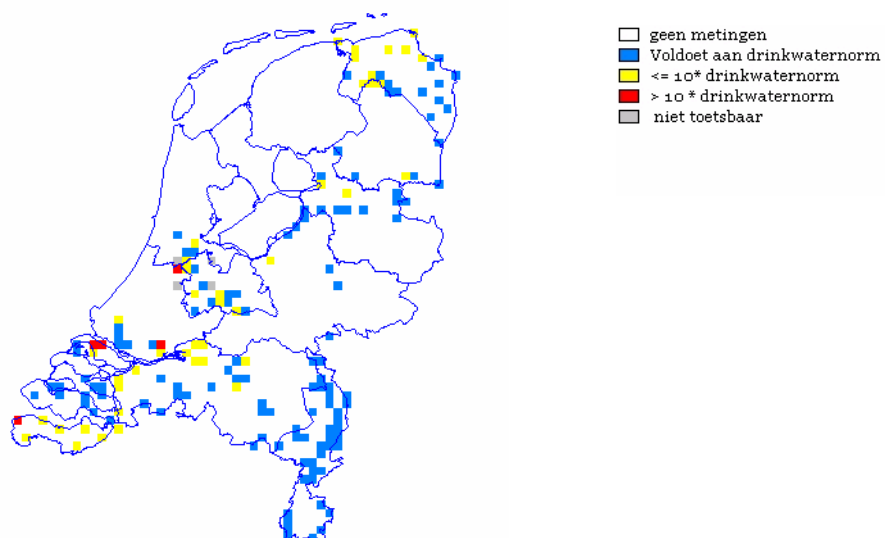 geen metingen
Voldoet aan drinkwaternorm
<= 10* drinkwaternorm
> 10 * drinkwaternorm
niet toetsbaar